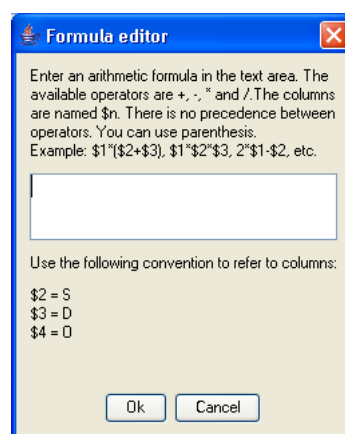 Formula editor
Enter an arithmetic formula in the text area. The
available operators are +, -, * and /.The columns
are named $n. There is no precedence between
operators. You can use parenthesis.
Example: $1*($2+$3), $1*$2*$3, 2*$1-$2, etc.
Use the following convention to refer to columns:
$2 = S
$3 = D
$4 = O
Ok Cancel